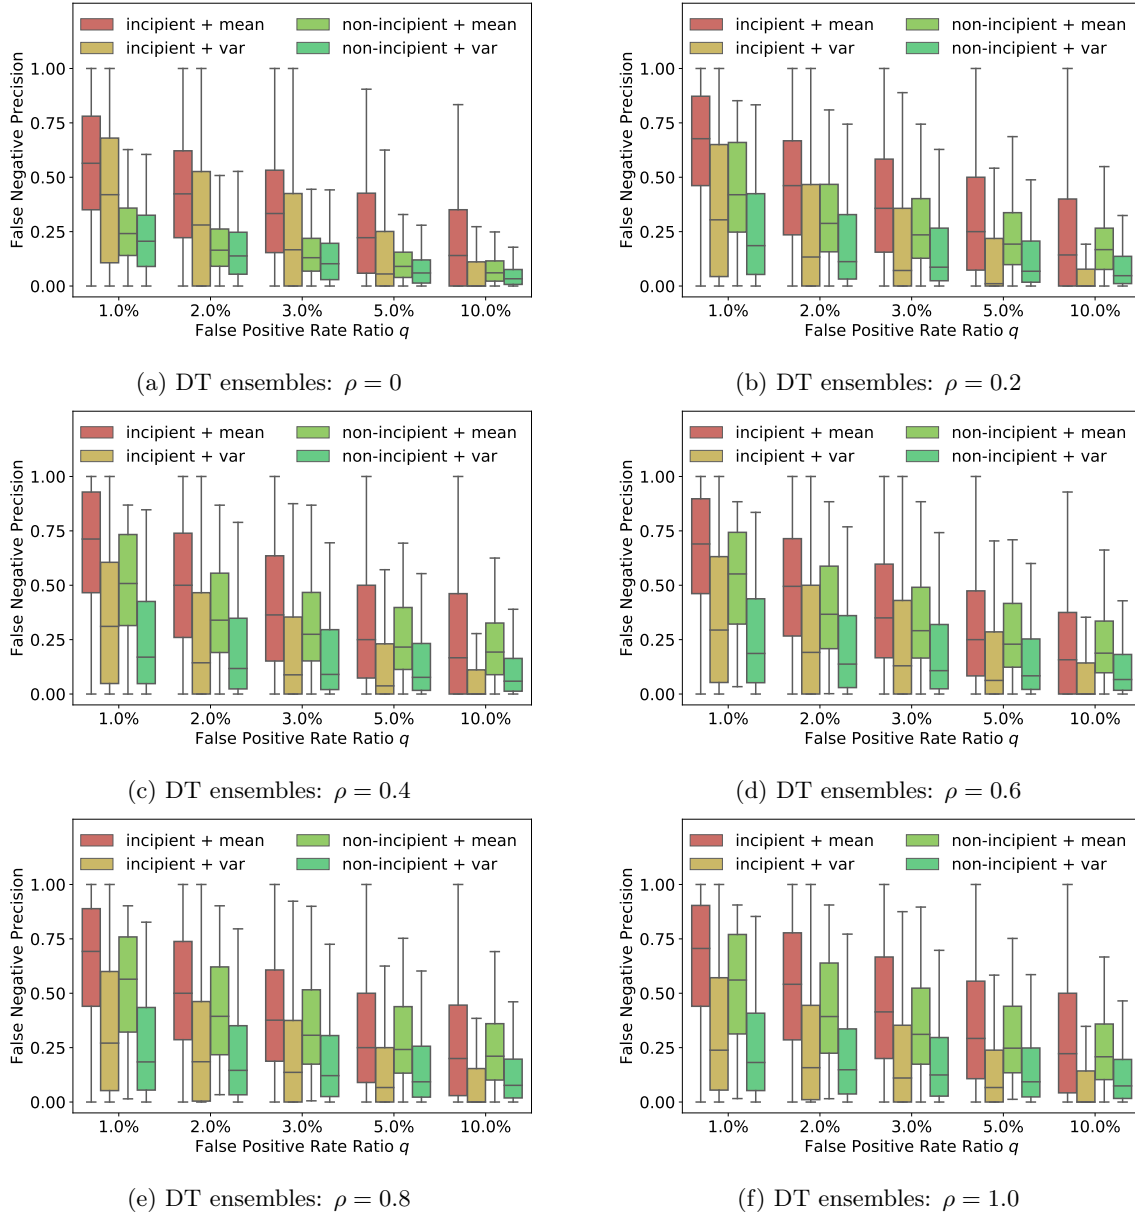 incipient + mean non-incipient + mean
incipient + var non-incipient + var
1.00
0.75
0.50
0.25
0.00
False Negative Precision
1.0% 2.0% 3.0% 5.0% 10.0%
False Positive Rate Ratio q
(a) DT ensembles: ρ = 0
incipient + mean non-incipient + mean
incipient + var non-incipient + var
1.00
0.75
0.50
0.25
0.00
False Negative Precision
1.0% 2.0% 3.0% 5.0% 10.0%
False Positive Rate Ratio q
(b) DT ensembles: ρ = 0.2
incipient + mean non-incipient + mean
incipient + var non-incipient + var
1.00
0.75
0.50
0.25
0.00
False Negative Precision
1.0% 2.0% 3.0% 5.0% 10.0%
False Positive Rate Ratio q
(c) DT ensembles: ρ = 0.4
incipient + mean non-incipient + mean
incipient + var non-incipient + var
1.00
0.75
0.50
0.25
0.00
False Negative Precision
1.0% 2.0% 3.0% 5.0% 10.0%
False Positive Rate Ratio q
(d) DT ensembles: ρ = 0.6
incipient + mean non-incipient + mean
incipient + var non-incipient + var
1.00
0.75
0.50
0.25
0.00
False Negative Precision
1.0% 2.0% 3.0% 5.0% 10.0%
False Positive Rate Ratio q
(e) DT ensembles: ρ = 0.8
incipient + mean non-incipient + mean
incipient + var non-incipient + var
1.00
0.75
0.50
0.25
0.00
False Negative Precision
1.0% 2.0% 3.0% 5.0% 10.0%
False Positive Rate Ratio q
(f) DT ensembles: ρ = 1.0